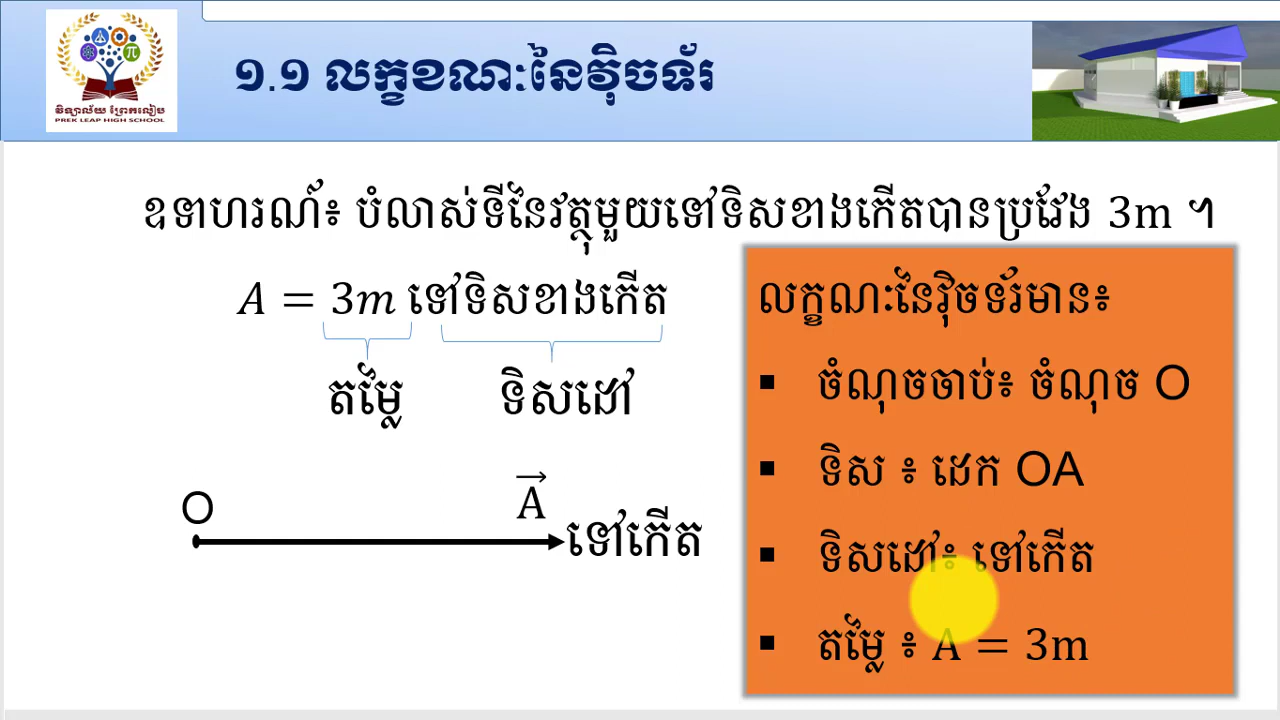 វិទ្យាល័យ ព្រែកលៀប
PREK LEAP HIGH SCHOOL
១.១ លក្ខខណៈនៃវ៉ិចទ័រ
ឧទាហរណ៍៖ បំលាស់ទីនៃវត្ថុមួយទៅទិសខាងកើតបានប្រវែង 3m ។
A = 3m ទៅទិសខាងកើត
តម្លៃ ទិសដៅ
O A⃗ ទៅកើត
លក្ខណៈនៃវ៉ិចទរ័មាន៖
▪ ចំណុចចាប់៖ ចំណុច O
▪ ទិស ៖ ដេក OA
▪ ទិសដៅ៖ ទៅកើត
▪ តម្លៃ ៖ A = 3m